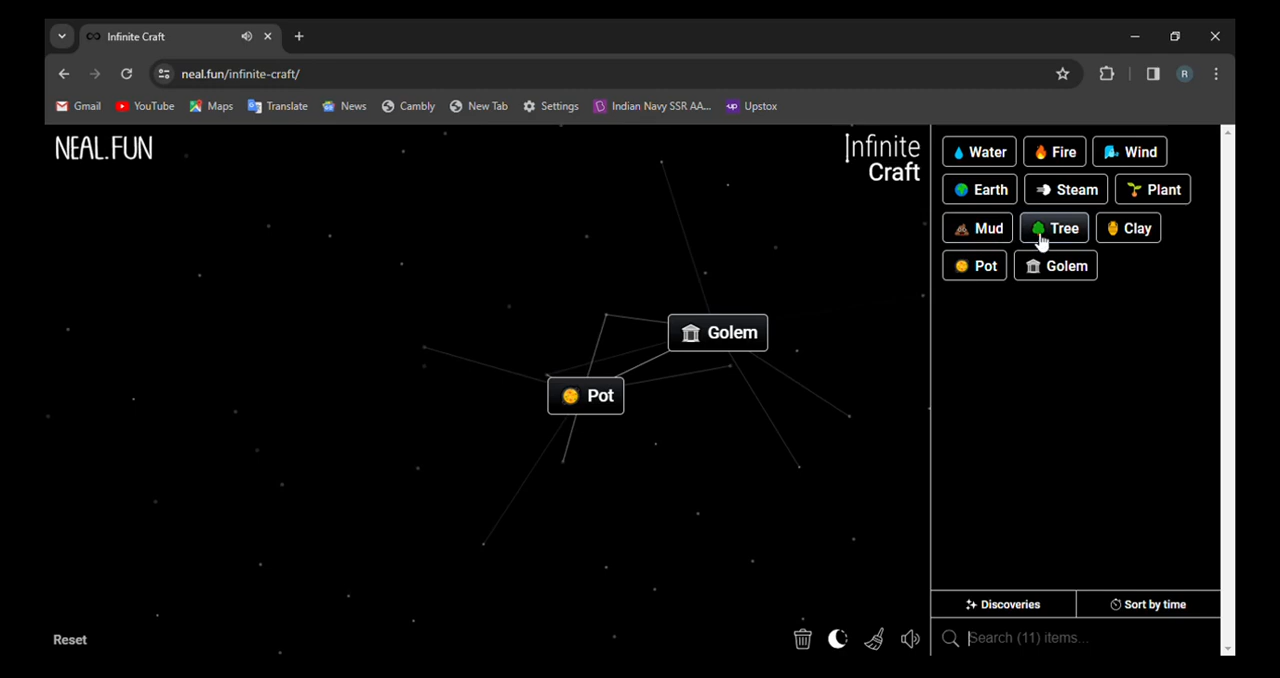 Infinite Craft
neal.fun/infinite-craft/
R
Gmail YouTube Maps Translate News Cambly New Tab Settings Indian Navy SSR AA... Upstox
NEAL.FUN
Infinite
Craft
Water Fire Wind
Earth Steam Plant
Mud Tree Clay
Pot Golem
Golem
Pot
Discoveries Sort by time
Reset
Search (11) items...